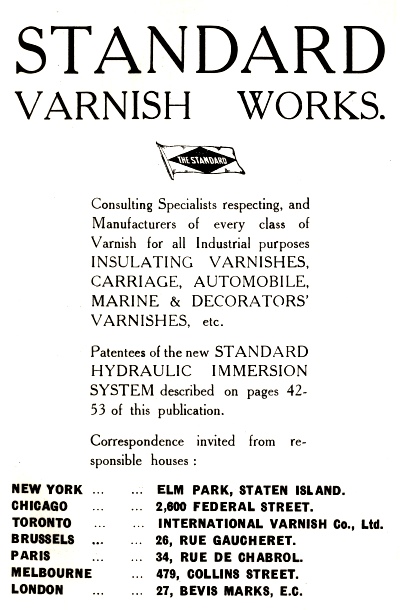 STANDARD
VARNISH WORKS.
THE STANDARD
Consulting Specialists respecting, and
Manufacturers of every class of
Varnish for all Industrial purposes
INSULATING VARNISHES,
CARRIAGE, AUTOMOBILE,
MARINE & DECORATORS'
VARNISHES, etc.
Patentees of the new STANDARD
HYDRAULIC IMMERSION
SYSTEM described on pages 42-
53 of this publication.
Correspondence invited from re-
sponsible houses :
NEW YORK ... ... ELM PARK, STATEN ISLAND.
CHICAGO ... ... 2,600 FEDERAL STREET.
TORONTO ... ... INTERNATIONAL VARNISH Co., Ltd.
BRUSSELS ... ... 26, RUE GAUCHERET.
PARIS ... ... 34, RUE DE CHABROL.
MELBOURNE ... 479, COLLINS STREET.
LONDON ... ... 27, BEVIS MARKS, E.C.